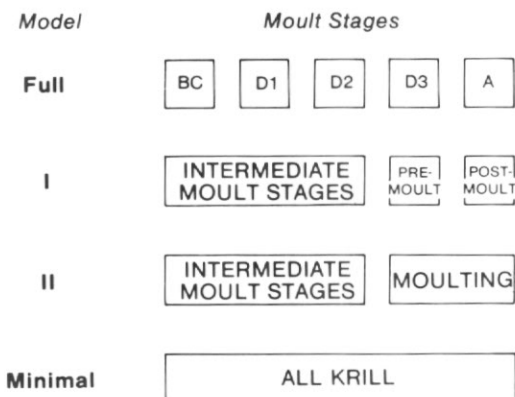 Model Moult Stages
Full BC D1 D2 D3 A
I INTERMEDIATE MOULT STAGES PRE-MOULT POST-MOULT
II INTERMEDIATE MOULT STAGES MOULTING
Minimal ALL KRILL